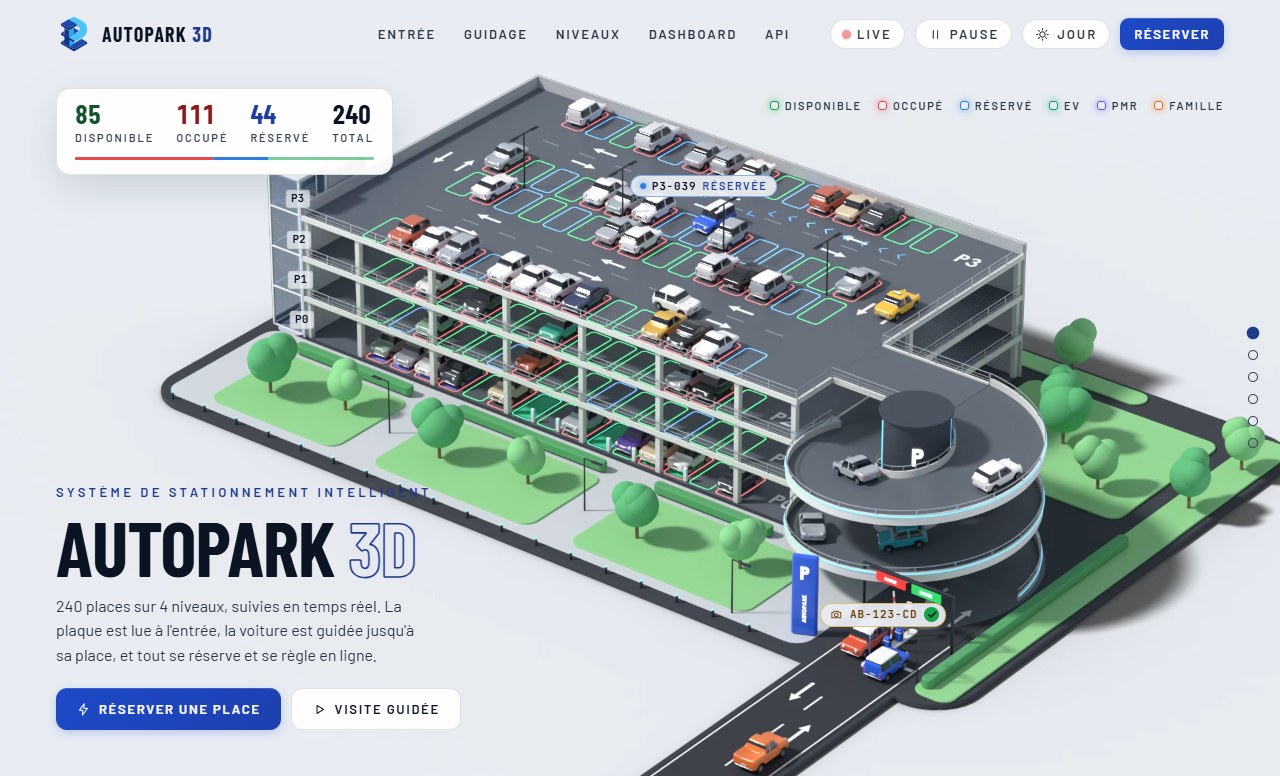 AUTOPARK 3D
ENTRÉE GUIDAGE NIVEAUX DASHBOARD API
LIVE PAUSE JOUR RÉSERVER
85 111 44 240
DISPONIBLE OCCUPÉ RÉSERVÉ TOTAL
DISPONIBLE OCCUPÉ RÉSERVÉ EV PMR FAMILLE
P3-039 RÉSERVÉE
P3
P2
P1
P0
P3
P
SYSTÈME DE STATIONNEMENT INTELLIGENT
AUTOPARK 3D
240 places sur 4 niveaux, suivies en temps réel. La
plaque est lue à l'entrée, la voiture est guidée jusqu'à
sa place, et tout se réserve et se règle en ligne.
P
AUTOPARK
AB-123-CD
RÉSERVER UNE PLACE VISITE GUIDÉE